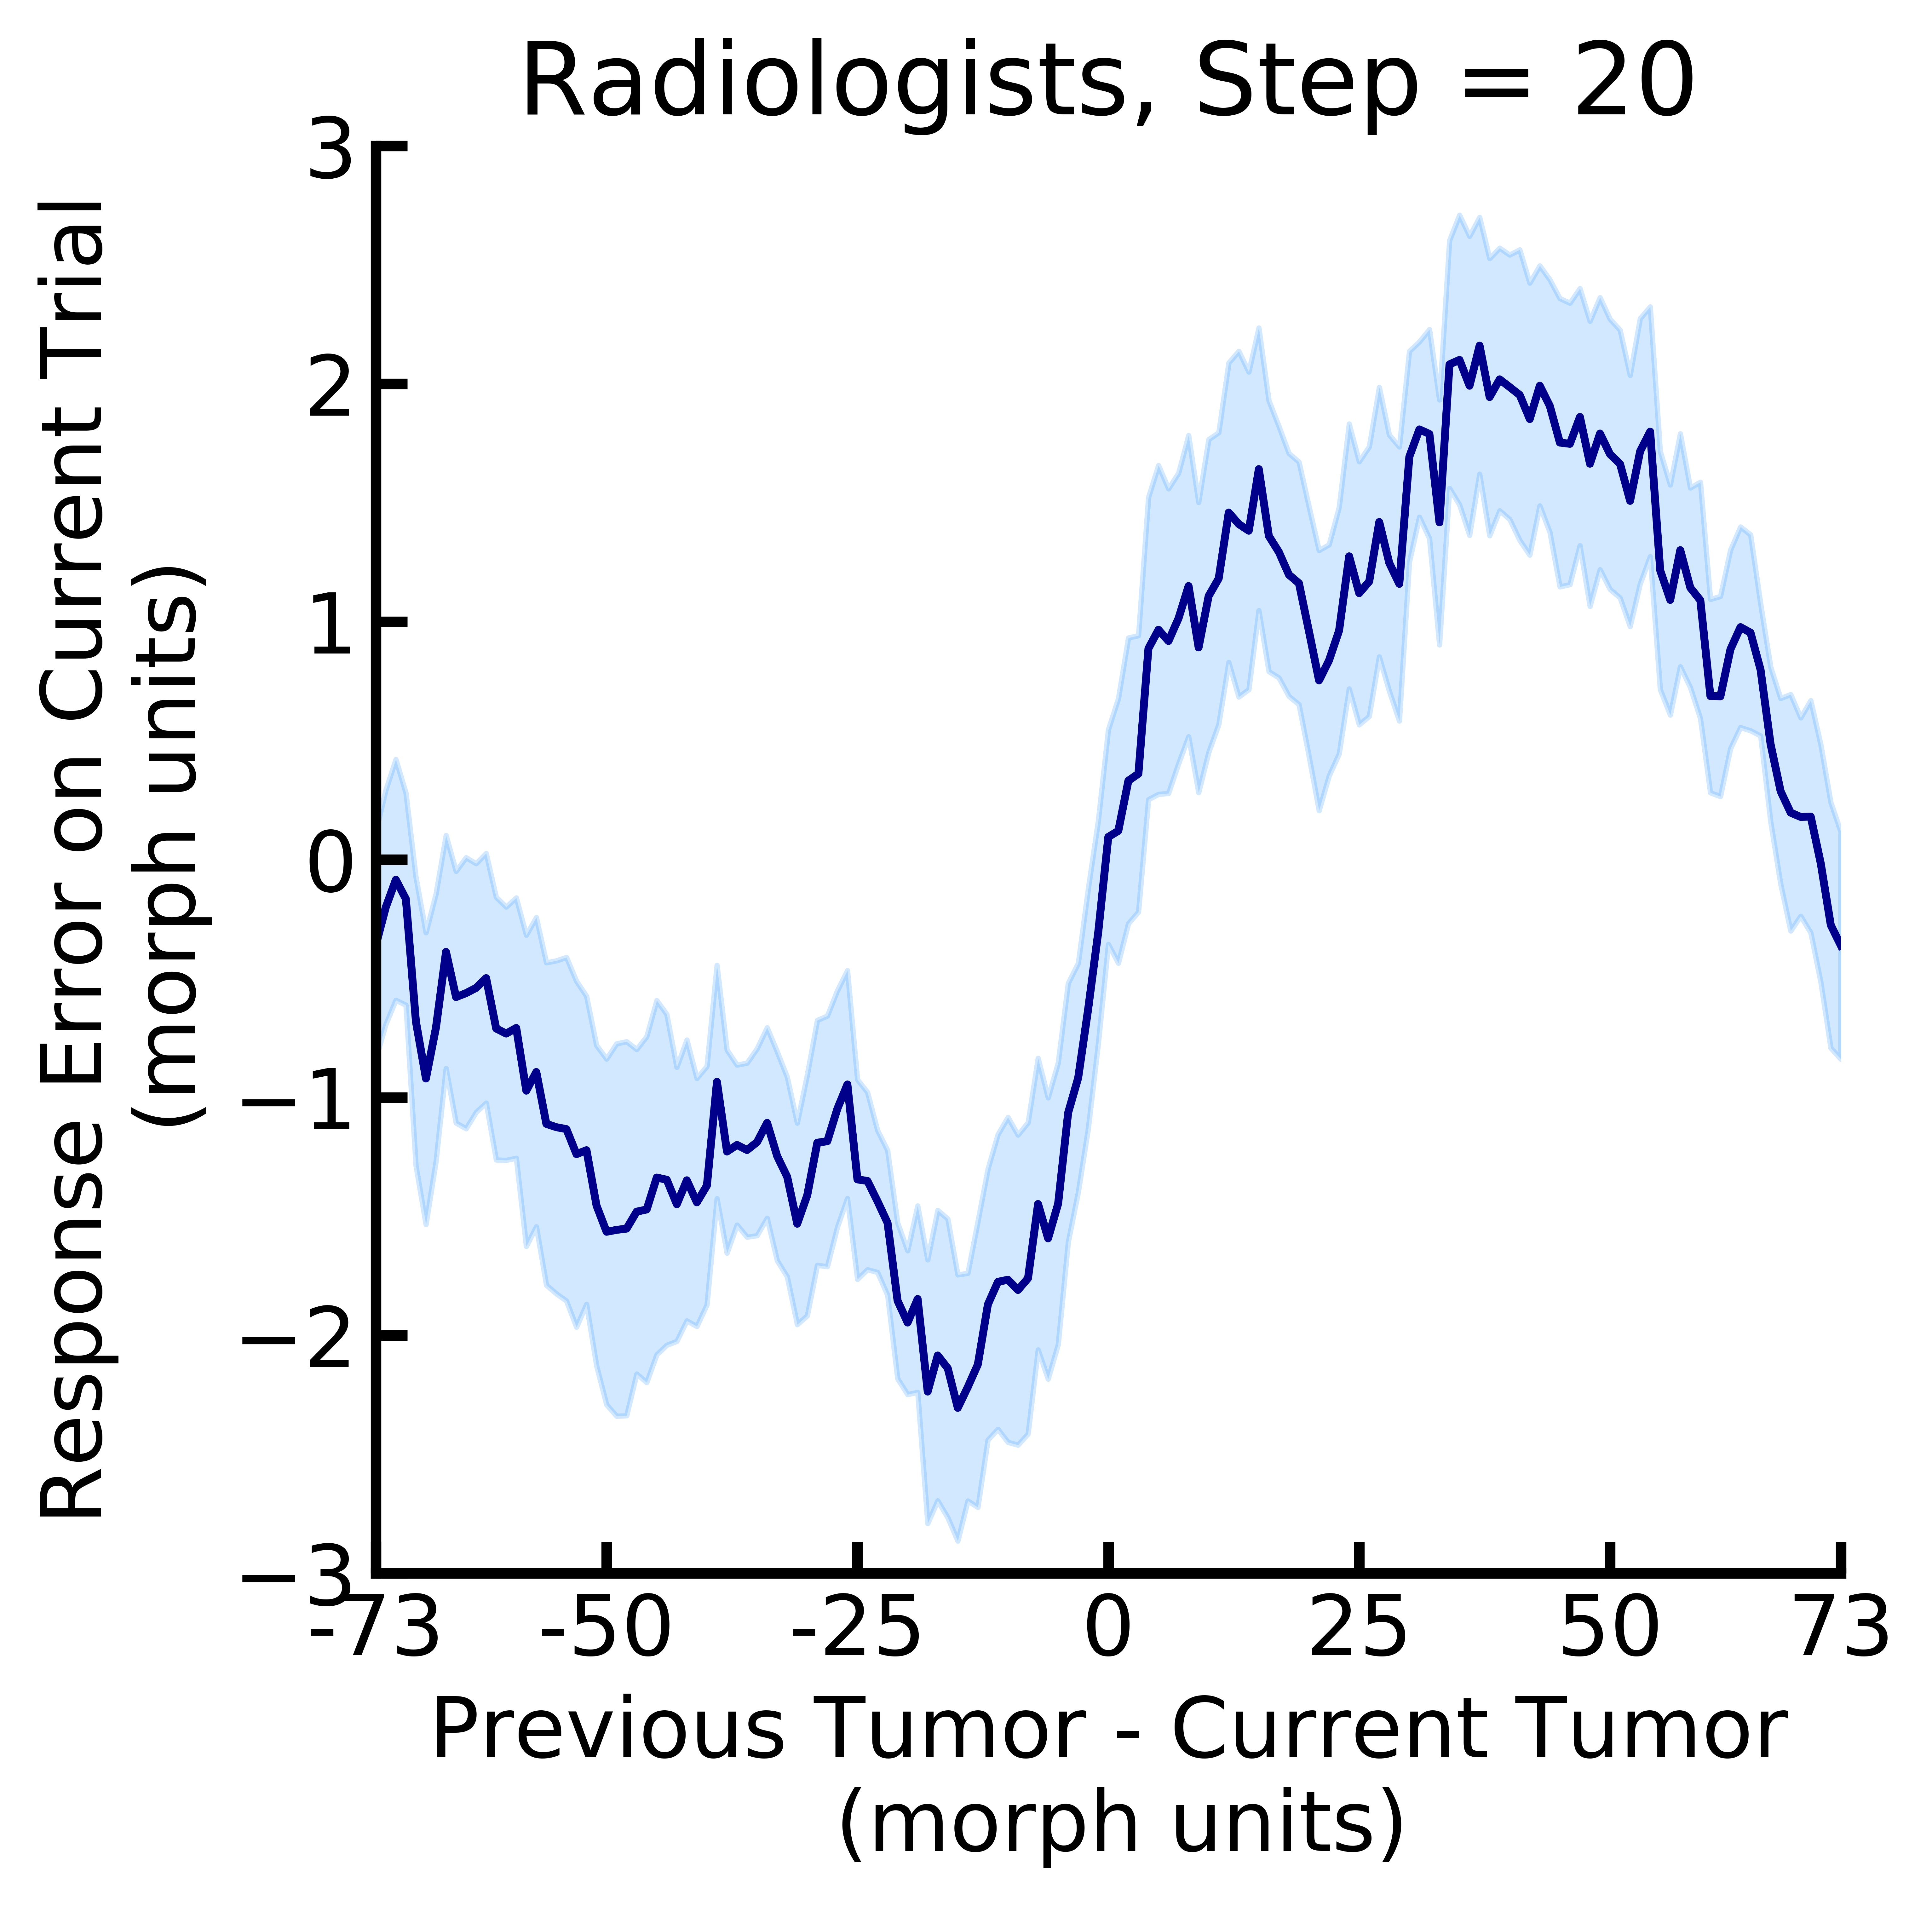 Radiologists, Step = 20
Response Error on Current Trial
(morph units)
3
2
1
0
−1
−2
−3
-73 -50 -25 0 25 50 73
Previous Tumor - Current Tumor
(morph units)